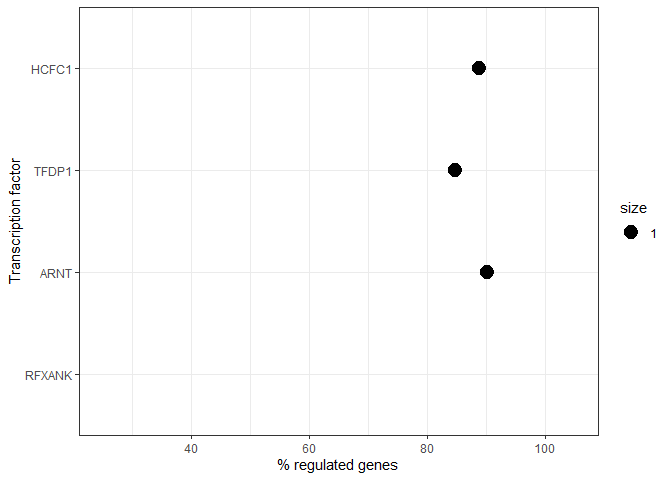 HCFC1
TFDP1
ARNT
RFXANK
Transcription factor
40 60 80 100
% regulated genes
size
1